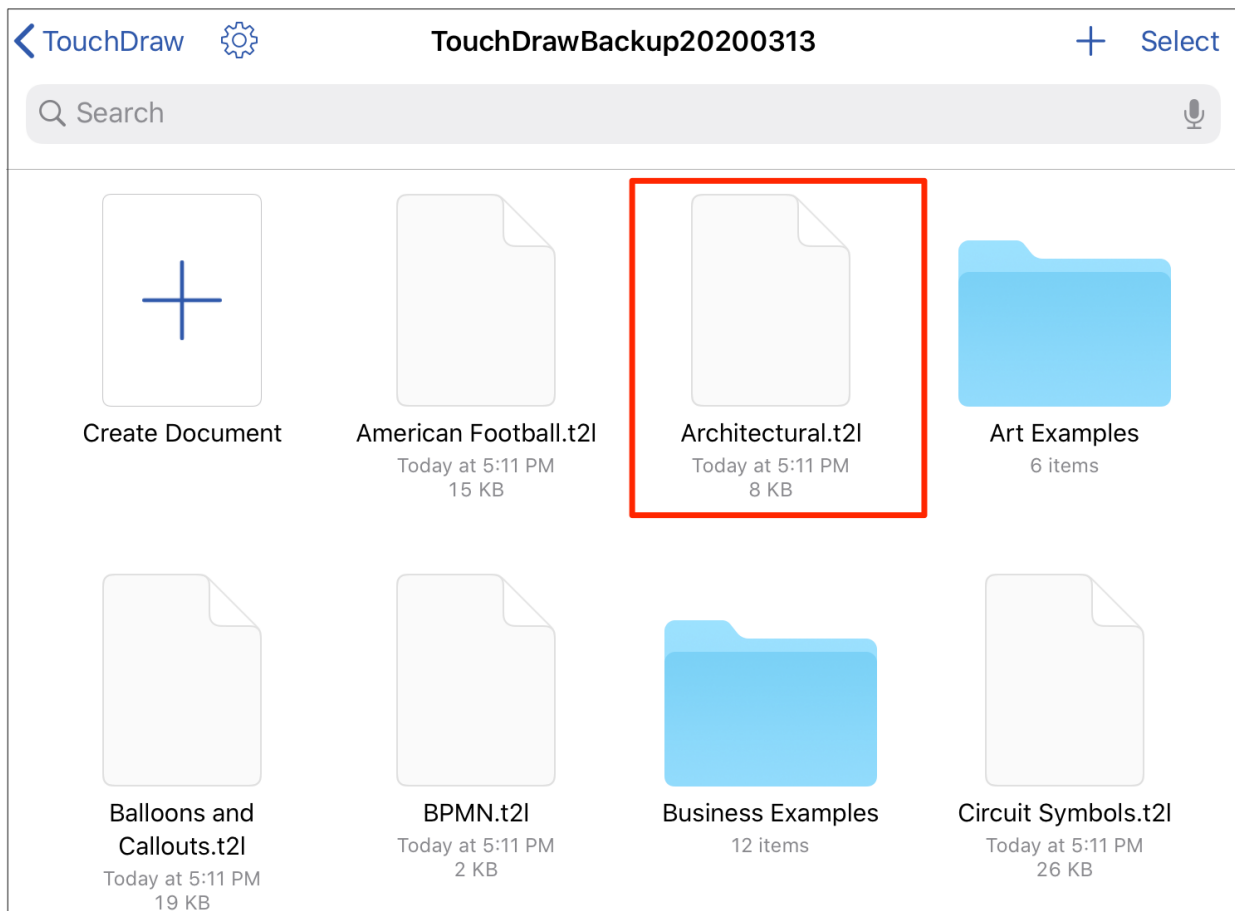 TouchDraw
TouchDrawBackup20200313
Select
Search
Create Document
American Football.t2l
Today at 5:11 PM
15 KB
Architectural.t2l
Today at 5:11 PM
8 KB
Art Examples
6 items
Balloons and
Callouts.t2l
Today at 5:11 PM
19 KB
BPMN.t2l
Today at 5:11 PM
2 KB
Business Examples
12 items
Circuit Symbols.t2l
Today at 5:11 PM
26 KB